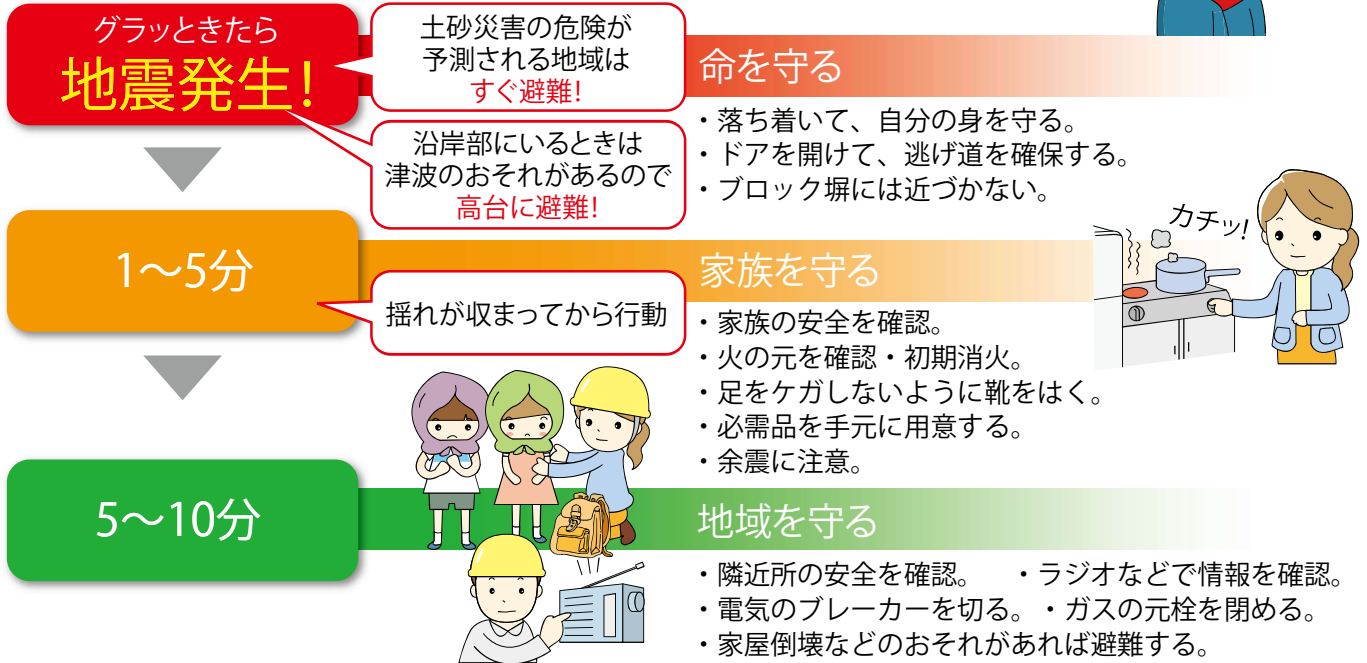 グラッときたら
地震発生！
土砂災害の危険が
予測される地域は
すぐ避難！
沿岸部にいるときは
津波のおそれがあるので
高台に避難！
命を守る
・落ち着いて、自分の身を守る。
・ドアを開けて、逃げ道を確保する。
・ブロック塀には近づかない。
1～5分
揺れが収まってから行動
家族を守る
・家族の安全を確認。
・火の元を確認・初期消火。
・足をケガしないように靴をはく。
・必需品を手元に用意する。
・余震に注意。
カチッ！
5～10分
地域を守る
・隣近所の安全を確認。　・ラジオなどで情報を確認。
・電気のブレーカーを切る。・ガスの元栓を閉める。
・家屋倒壊などのおそれがあれば避難する。